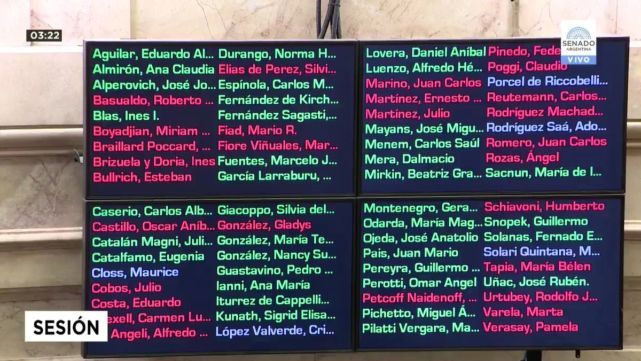 03:22
SENADO
ARGENTINA
VIVO
Aguilar, Eduardo Al...
Almirón, Ana Claudia
Alperovich, José Jo...
Basualdo, Roberto ...
Blas, Ines I.
Boyadjian, Miriam ...
Braillard Poccard, ...
Brizuela y Doria, Ines
Bullrich, Esteban
Durango, Norma H...
Elias de Perez, Silvi...
Espínola, Carlos M...
Fernández de Kirch...
Fernández Sagasti,...
Fiad, Mario R.
Fiore Viñuales, Mar...
Fuentes, Marcelo J...
García Larraburu, ...
Lovera, Daniel Aníbal
Luenzo, Alfredo Hé...
Marino, Juan Carlos
Martínez, Ernesto ...
Martínez, Julio
Mayans, José Migu...
Menem, Carlos Saúl
Mera, Dalmacio
Mirkin, Beatriz Gra...
Pinedo, Fede...
Poggi, Claudio
Porcel de Riccobelli...
Reutemann, Carlos...
Rodríguez Machad...
Rodríguez Saá, Ado...
Romero, Juan Carlos
Rozas, Ángel
Sacnun, María de l...
Caserio, Carlos Alb...
Castillo, Oscar Aníb...
Catalán Magni, Juli...
Catalfamo, Eugenia
Closs, Maurice
Cobos, Julio
Costa, Eduardo
exell, Carmen Lu...
Angeli, Alfredo ...
Giacoppo, Silvia del...
González, Gladys
González, María Te...
González, Nancy Su...
Guastavino, Pedro ...
Ianni, Ana María
Iturrez de Cappelli...
Kunath, Sigrid Elisa...
López Valverde, Cri...
Montenegro, Gera...
Odarda, María Mag...
Ojeda, José Anatolio
Pais, Juan Mario
Pereyra, Guillermo ...
Perotti, Omar Angel
Petcoff Naidenoff, ...
Pichetto, Miguel Á...
Pilatti Vergara, Ma...
Schiavoni, Humberto
Snopek, Guillermo
Solanas, Fernando E...
Solari Quintana, M...
Tapia, María Belén
Uñac, José Rubén.
Urtubey, Rodolfo J...
Varela, Marta
Verasay, Pamela
SESIÓN